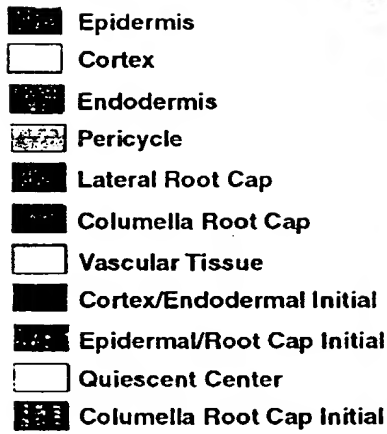 Epidermis
Cortex
Endodermis
Pericycle
Lateral Root Cap
Columella Root Cap
Vascular Tissue
Cortex/Endodermal Initial
Epidermal/Root Cap Initial
Quiescent Center
Columella Root Cap Initial